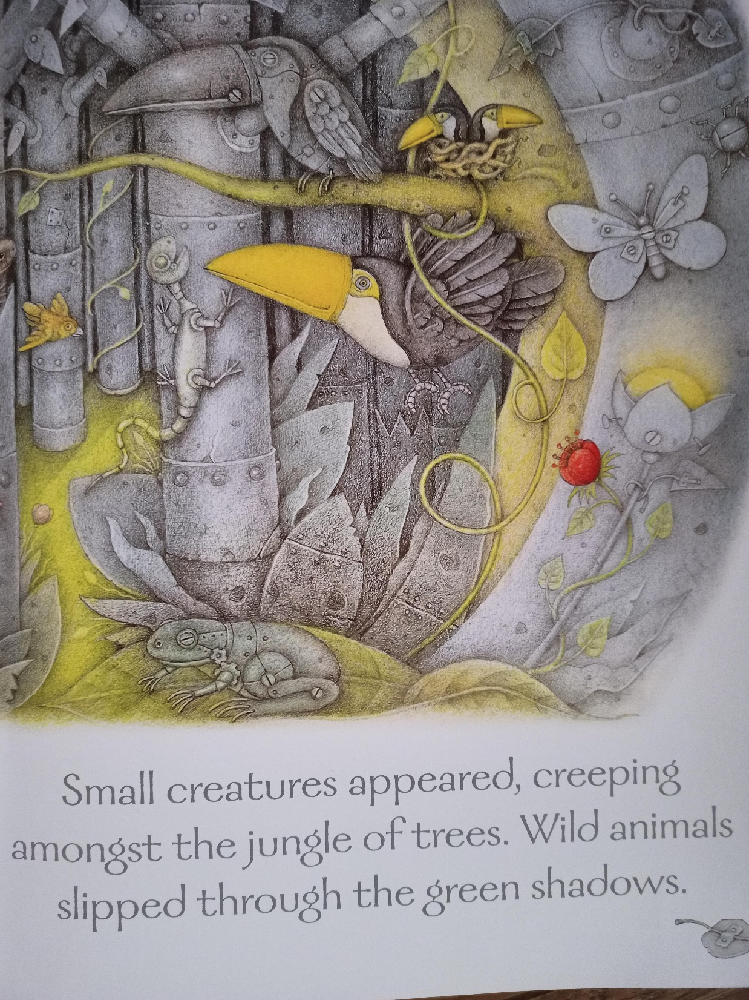 Small creatures appeared, creeping
amongst the jungle of trees. Wild animals
slipped through the green shadows.